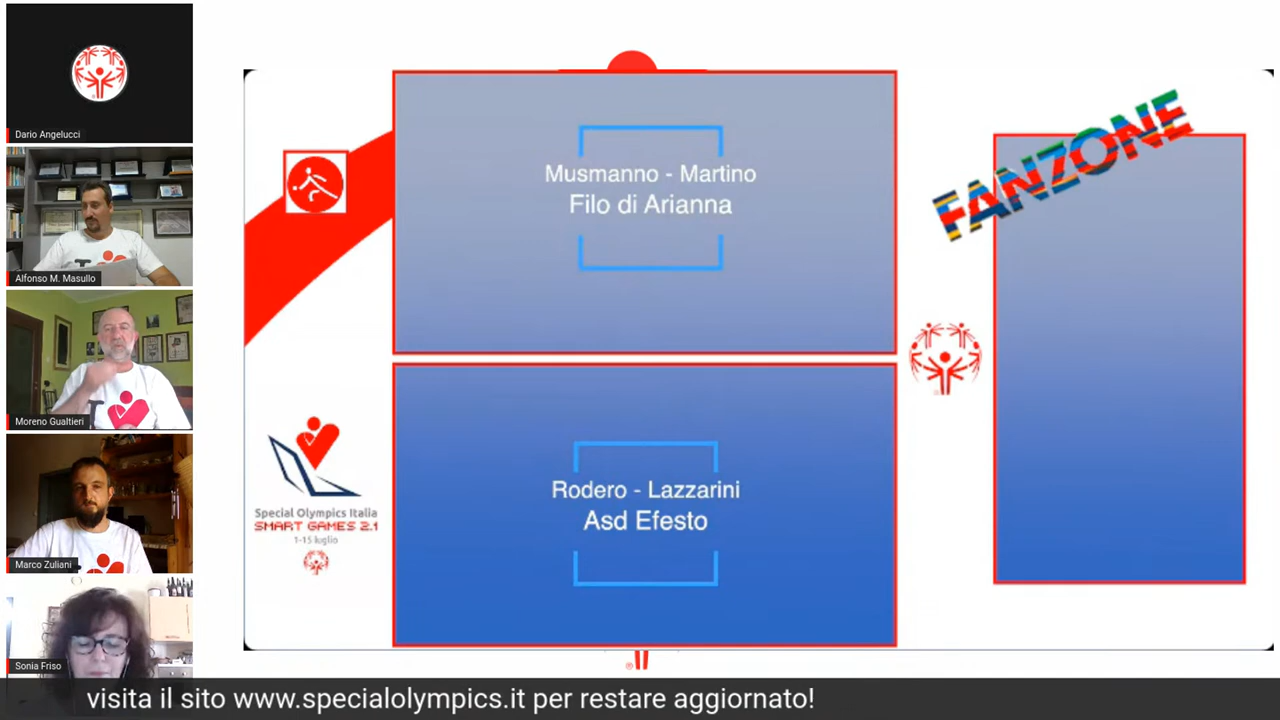 Dario Angelucci
Alfonso M. Masullo
Moreno Gualtieri
Marco Zuliani
Sonia Friso
Musmanno - Martino
Filo di Arianna
Rodero - Lazzarini
Asd Efesto
FANZONE
Special Olympics Italia
SMART GAMES 2.1
1-15 luglio
visita il sito www.specialolympics.it per restare aggiornato!